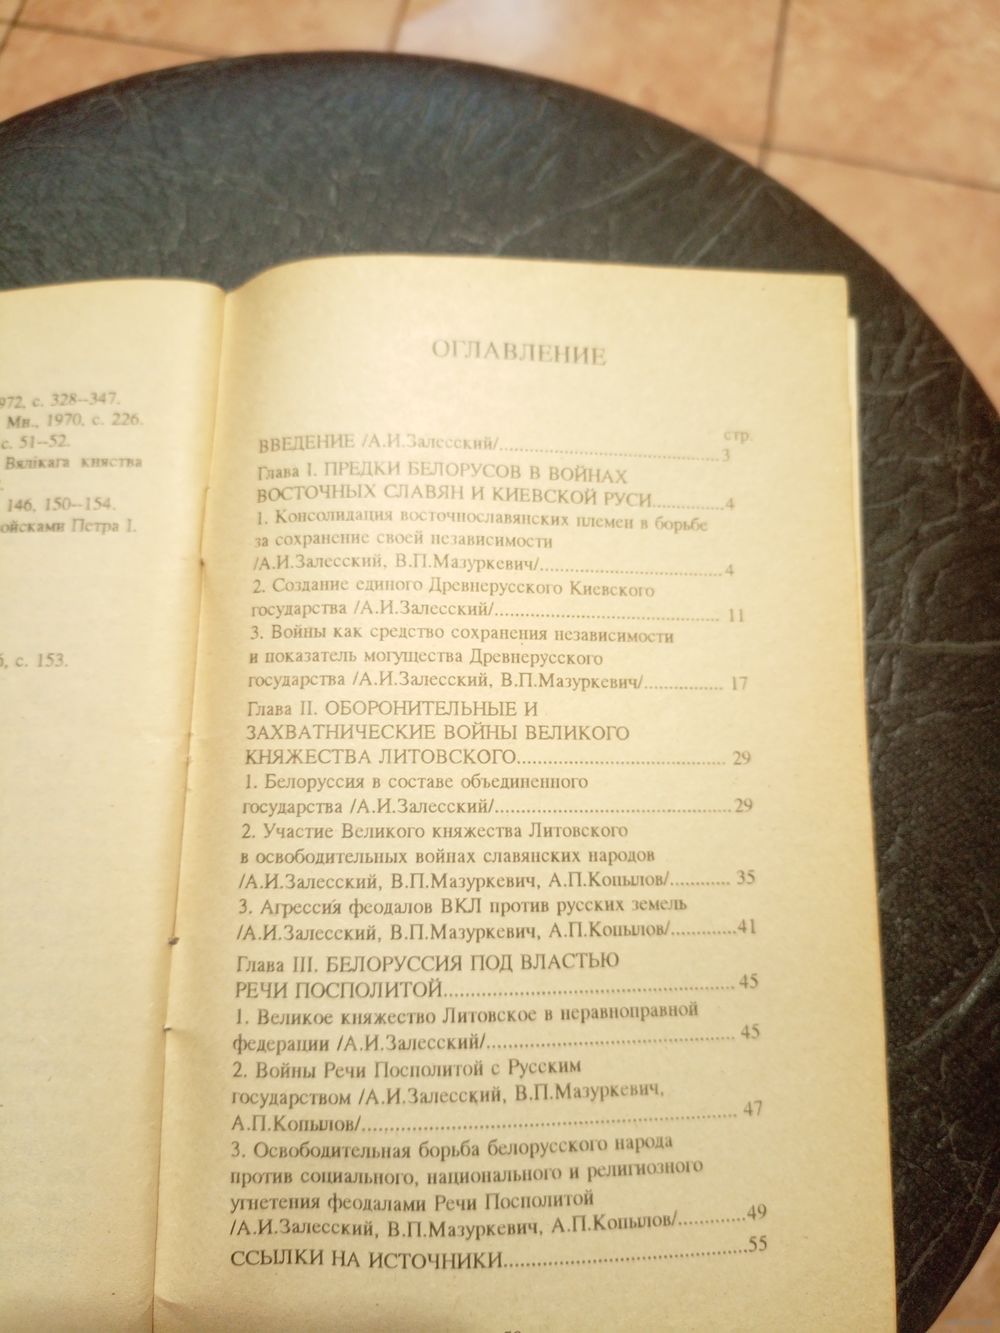 972, с. 328--347.
Мн., 1970, с. 226.
с. 51--52.
Вялікага княства
146, 150--154.
ойсками Петра I.
с. 153.
ОГЛАВЛЕНИЕ
стр.
ВВЕДЕНИЕ /А.И.Залесский/.......... 3
Глава I. ПРЕДКИ БЕЛОРУСОВ В ВОЙНАХ
ВОСТОЧНЫХ СЛАВЯН И КИЕВСКОЙ РУСИ.......... 4
1. Консолидация восточнославянских племен в борьбе
за сохранение своей независимости
/А.И.Залесский, В.П.Мазуркевич/.......... 4
2. Создание единого Древнерусского Киевского
государства /А.И.Залесский/.......... 11
3. Войны как средство сохранения независимости
и показатель могущества Древнерусского
государства /А.И.Залесский, В.П.Мазуркевич/.......... 17
Глава II. ОБОРОНИТЕЛЬНЫЕ И
ЗАХВАТНИЧЕСКИЕ ВОЙНЫ ВЕЛИКОГО
КНЯЖЕСТВА ЛИТОВСКОГО.......... 29
1. Белоруссия в составе объединенного
государства /А.И.Залесский/.......... 29
2. Участие Великого княжества Литовского
в освободительных войнах славянских народов
/А.И.Залесский, В.П.Мазуркевич, А.П.Копылов/.......... 35
3. Агрессия феодалов ВКЛ против русских земель
/А.И.Залесский, В.П.Мазуркевич, А.П.Копылов/..........41
Глава III. БЕЛОРУССИЯ ПОД ВЛАСТЬЮ
РЕЧИ ПОСПОЛИТОЙ.......... 45
1. Великое княжество Литовское в неравноправной
федерации /А.И.Залесский/.......... 45
2. Войны Речи Посполитой с Русским
государством /А.И.Залесский, В.П.Мазуркевич,
А.П.Копылов/.......... 47
3. Освободительная борьба белорусского народа
против социального, национального и религиозного
угнетения феодалами Речи Посполитой
/А.И.Залесский, В.П.Мазуркевич, А.П.Копылов/..........49
ССЫЛКИ НА ИСТОЧНИКИ..........55